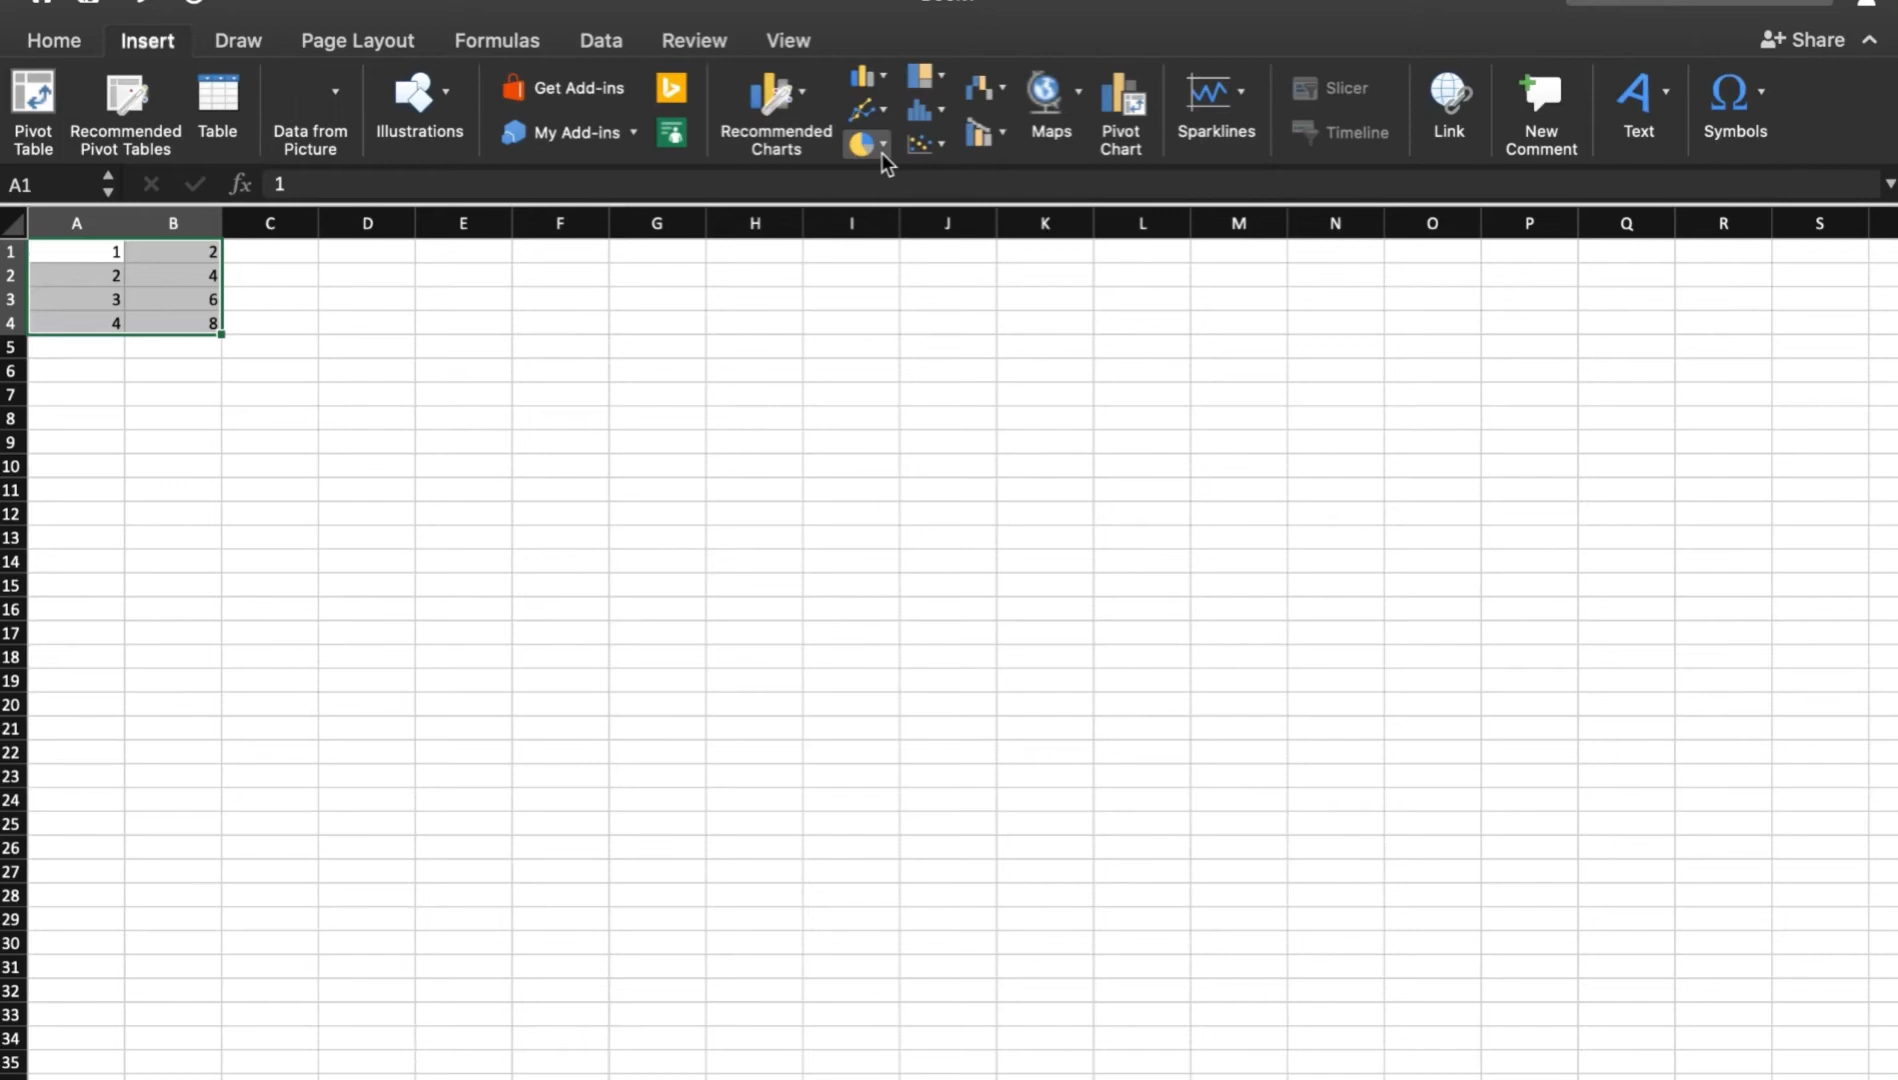 Home Insert Draw Page Layout Formulas Data Review View Share
Pivot Table
Recommended Pivot Tables
Table
Data from Picture
Illustrations
Get Add-ins
My Add-ins
Recommended Charts
Maps
Pivot Chart
Sparklines
Slicer
Timeline
Link
New Comment
Text
Symbols
A1 fx 1
A B C D E F G H I J K L M N O P Q R S
1 1 2
2 2 4
3 3 6
4 4 8
5
6
7
8
9
10
11
12
13
14
15
16
17
18
19
20
21
22
23
24
25
26
27
28
29
30
31
32
33
34
35